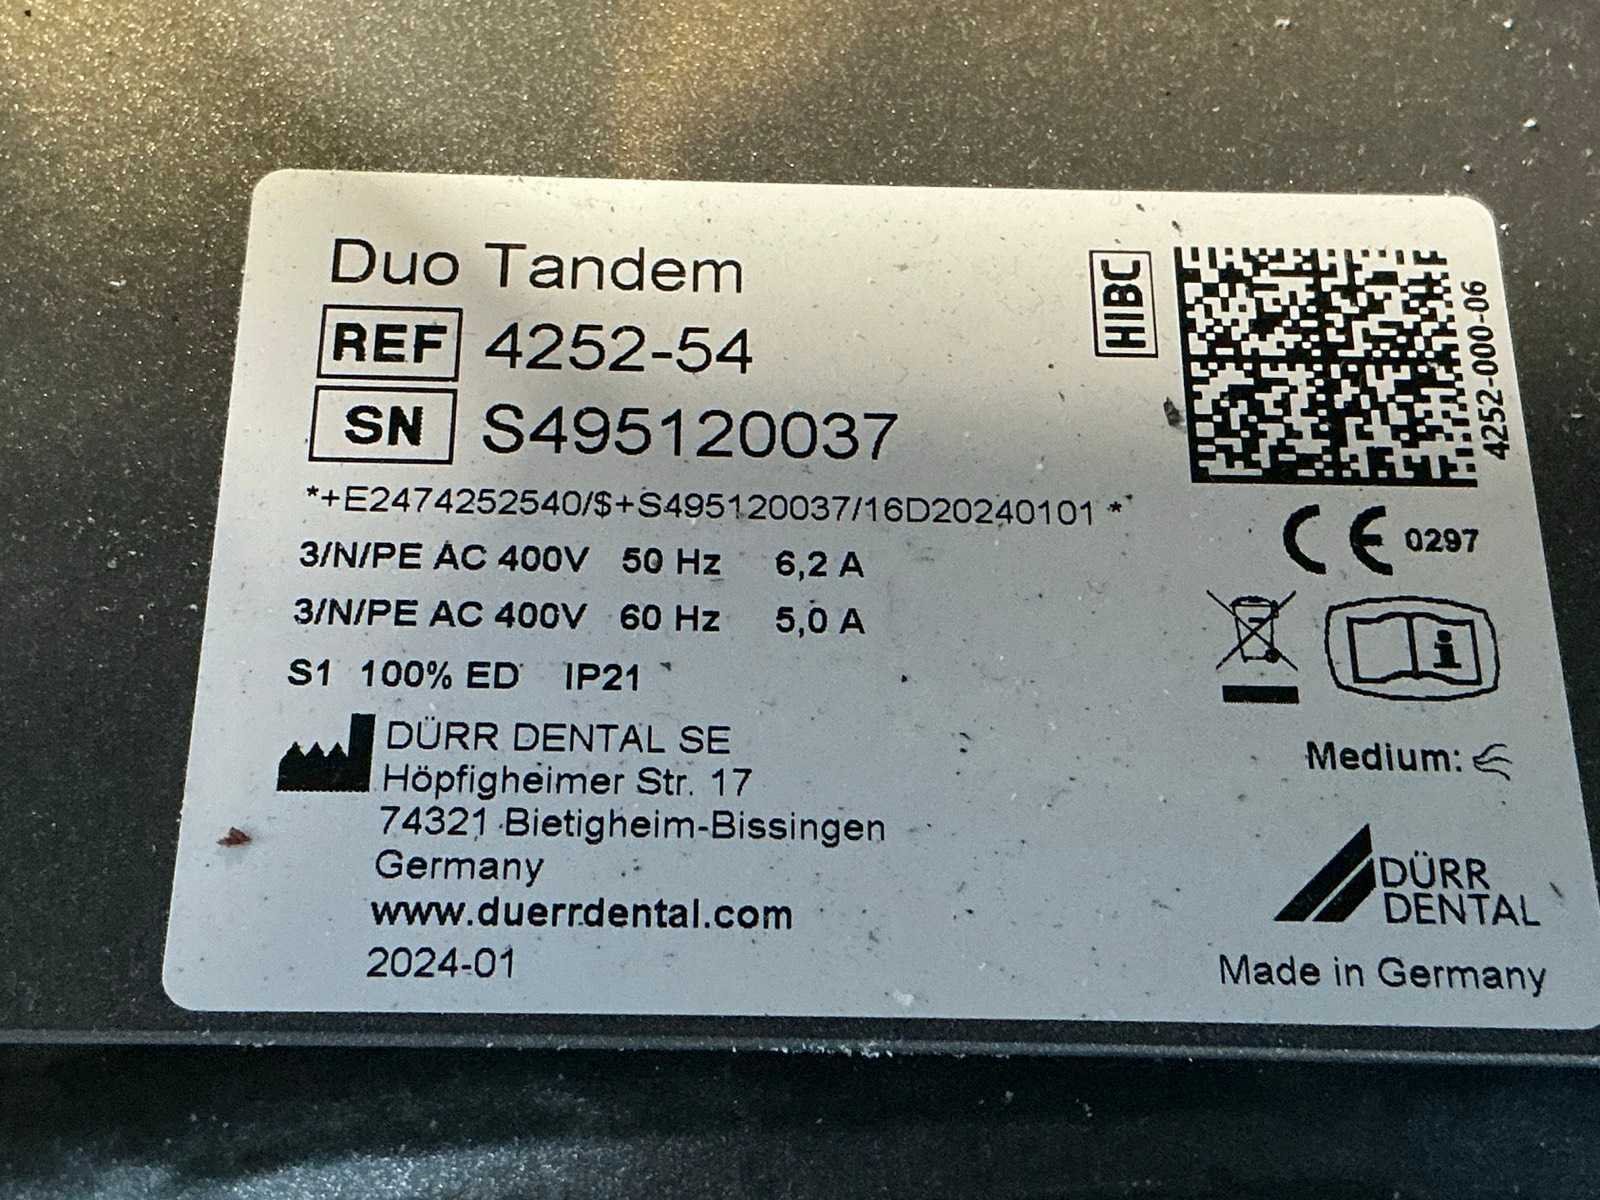 Duo Tandem
REF 4252-54
SN S495120037
*+E2474252540/$+S495120037/16D20240101*
3/N/PE AC 400V 50 Hz 6,2 A
3/N/PE AC 400V 60 Hz 5,0 A
S1 100% ED IP21
DÜRR DENTAL SE
Höpfigheimer Str. 17
74321 Bietigheim-Bissingen
Germany
www.duerrdental.com
2024-01
HIBC
4252-000-06
CE 0297
i
Medium:
DÜRR
DENTAL
Made in Germany